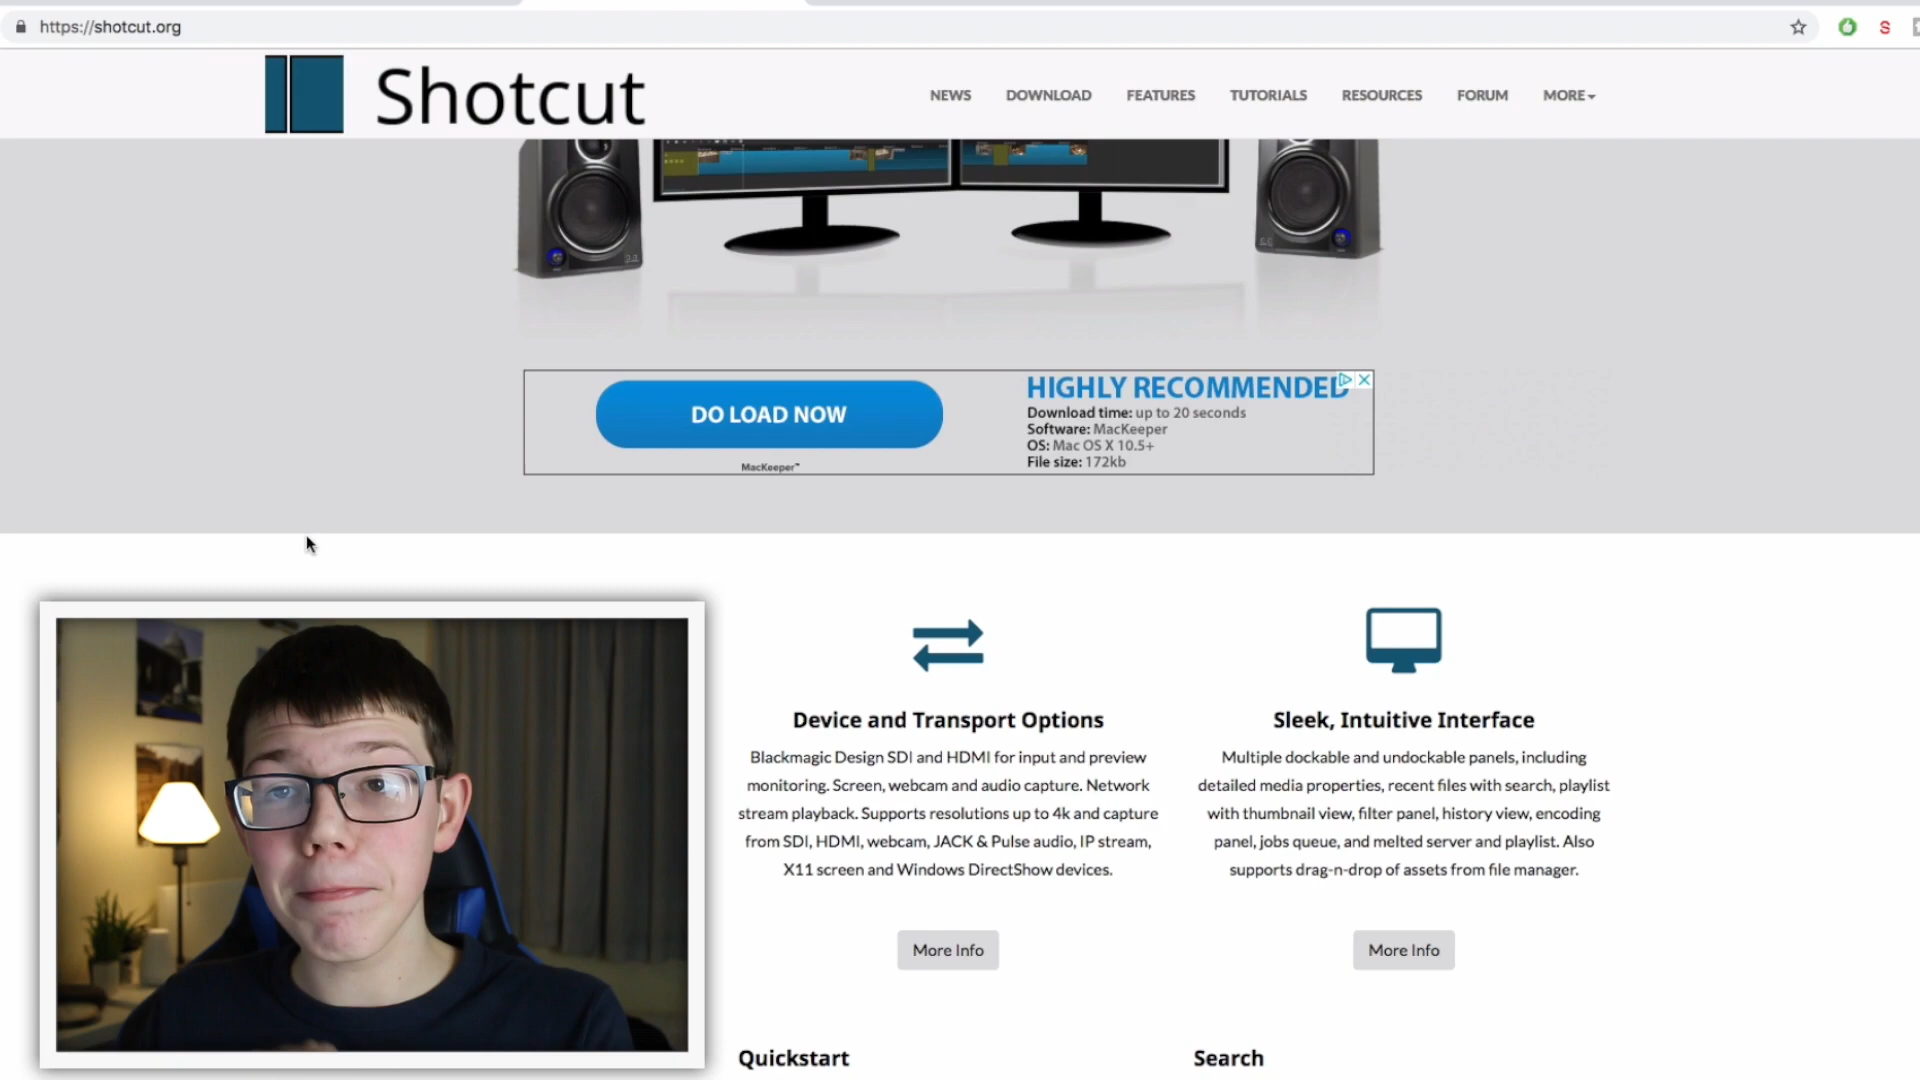 https://shotcut.org
S
Shotcut
NEWS
DOWNLOAD
FEATURES
TUTORIALS
RESOURCES
FORUM
MORE
DO LOAD NOW
MacKeeper™
HIGHLY RECOMMENDED
Download time: up to 20 seconds
Software: MacKeeper
OS: Mac OS X 10.5+
File size: 172kb
Device and Transport Options
Blackmagic Design SDI and HDMI for input and preview
monitoring. Screen, webcam and audio capture. Network
stream playback. Supports resolutions up to 4k and capture
from SDI, HDMI, webcam, JACK & Pulse audio, IP stream,
X11 screen and Windows DirectShow devices.
More Info
Sleek, Intuitive Interface
Multiple dockable and undockable panels, including
detailed media properties, recent files with search, playlist
with thumbnail view, filter panel, history view, encoding
panel, jobs queue, and melted server and playlist. Also
supports drag-n-drop of assets from file manager.
More Info
Quickstart
Search